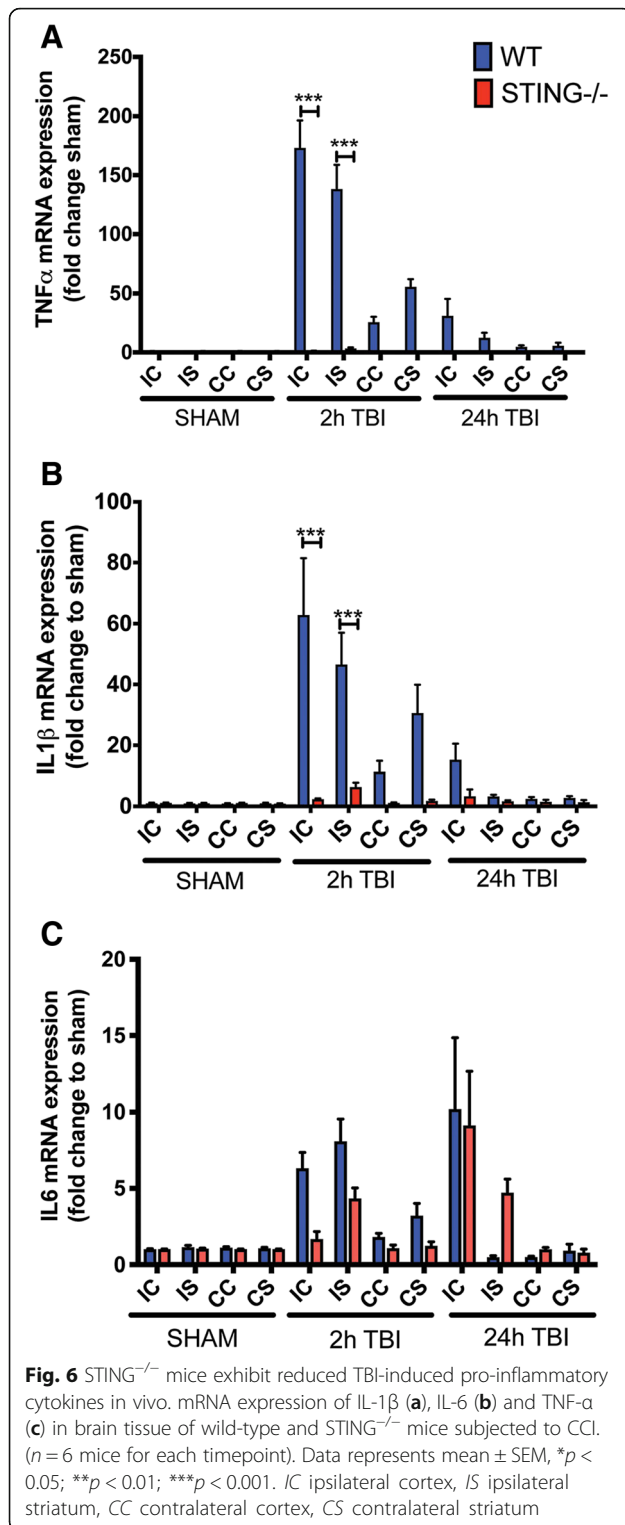 A
WT
STING-/-
TNFα mRNA expression
(fold change sham)
250
200
150
100
50
0
*** ***
IC IS CC CS IC IS CC CS IC IS CC CS
SHAM 2h TBI 24h TBI
B
IL1β mRNA expression
(fold change to sham)
100
80
60
40
20
0
*** ***
IC IS CC CS IC IS CC CS IC IS CC CS
SHAM 2h TBI 24h TBI
C
IL6 mRNA expression
(fold change to sham)
20
15
10
5
0
IC IS CC CS IC IS CC CS IC IS CC CS
SHAM 2h TBI 24h TBI
Fig. 6 STING−/− mice exhibit reduced TBI-induced pro-inflammatory
cytokines in vivo. mRNA expression of IL-1β (a), IL-6 (b) and TNF-α
(c) in brain tissue of wild-type and STING−/− mice subjected to CCI.
(n = 6 mice for each timepoint). Data represents mean ± SEM, *p <
0.05; **p < 0.01; ***p < 0.001. IC ipsilateral cortex, IS ipsilateral
striatum, CC contralateral cortex, CS contralateral striatum